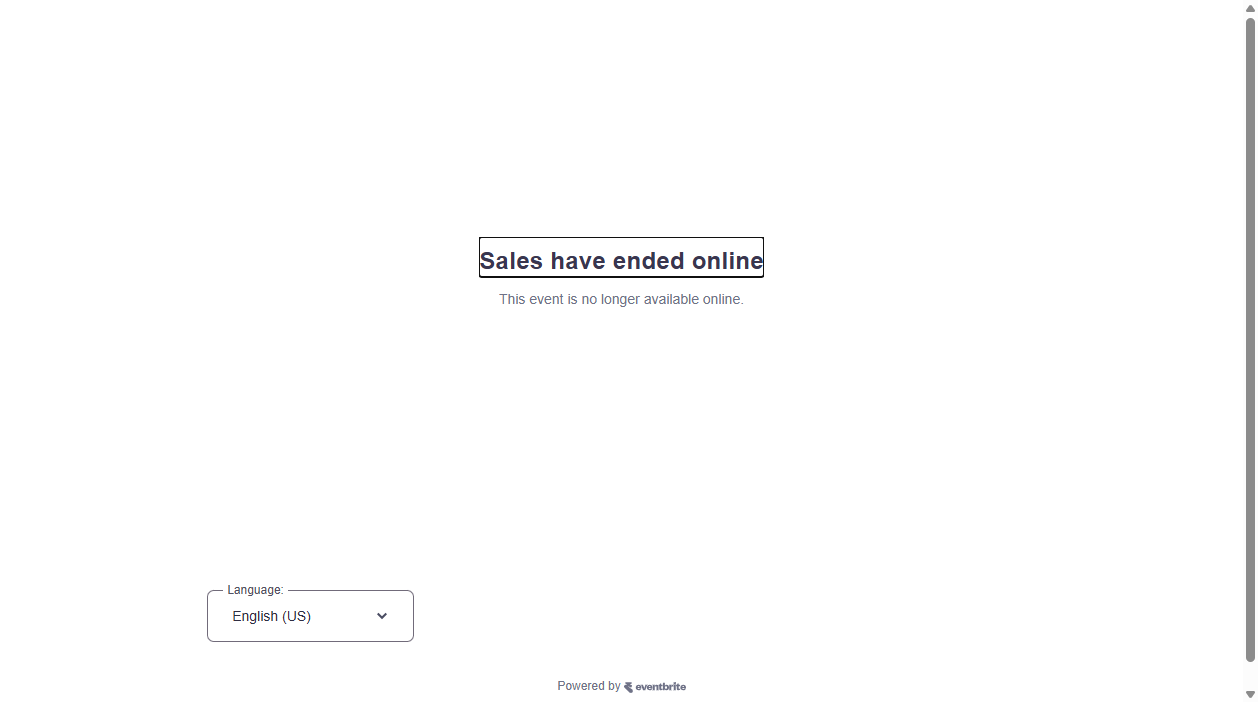 Sales have ended online
This event is no longer available online.
Language:
English (US)
Powered by eventbrite